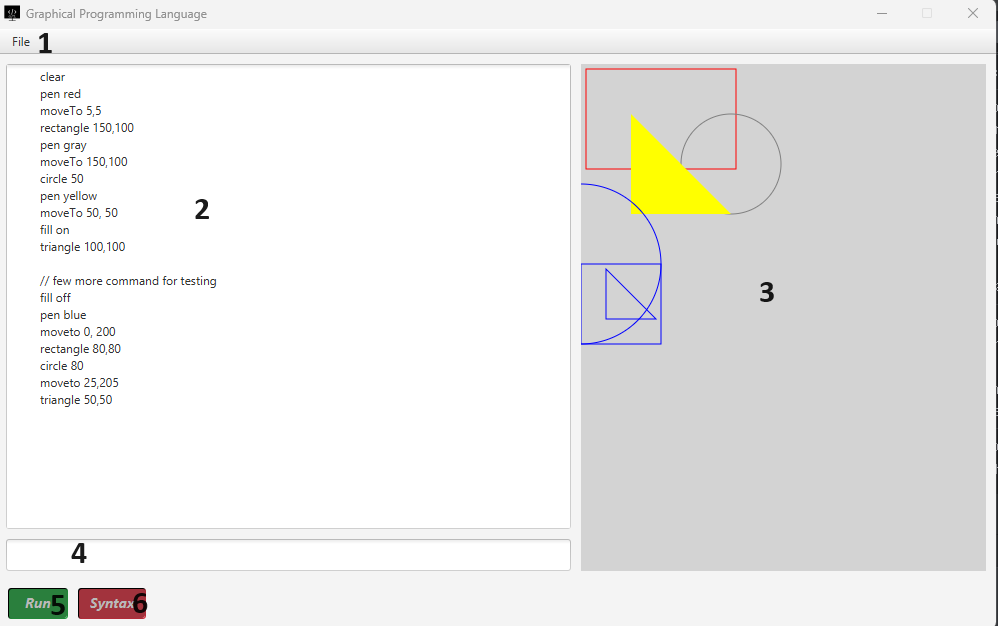 Graphical Programming Language
File 1
clear
pen red
moveTo 5,5
rectangle 150,100
pen gray
moveTo 150,100
circle 50
pen yellow
moveTo 50, 50
2
fill on
triangle 100,100
// few more command for testing
fill off
pen blue
moveto 0, 200
rectangle 80,80
circle 80
moveto 25,205
triangle 50,50
3
4
Run 5
Syntax 6